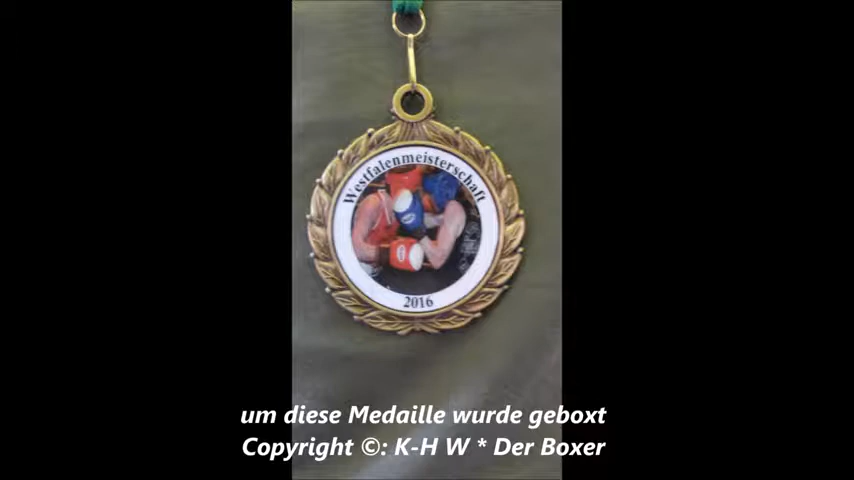 Westfalenmeisterschaft
2016
um diese Medaille wurde geboxt
Copyright ©: K-H W * Der Boxer